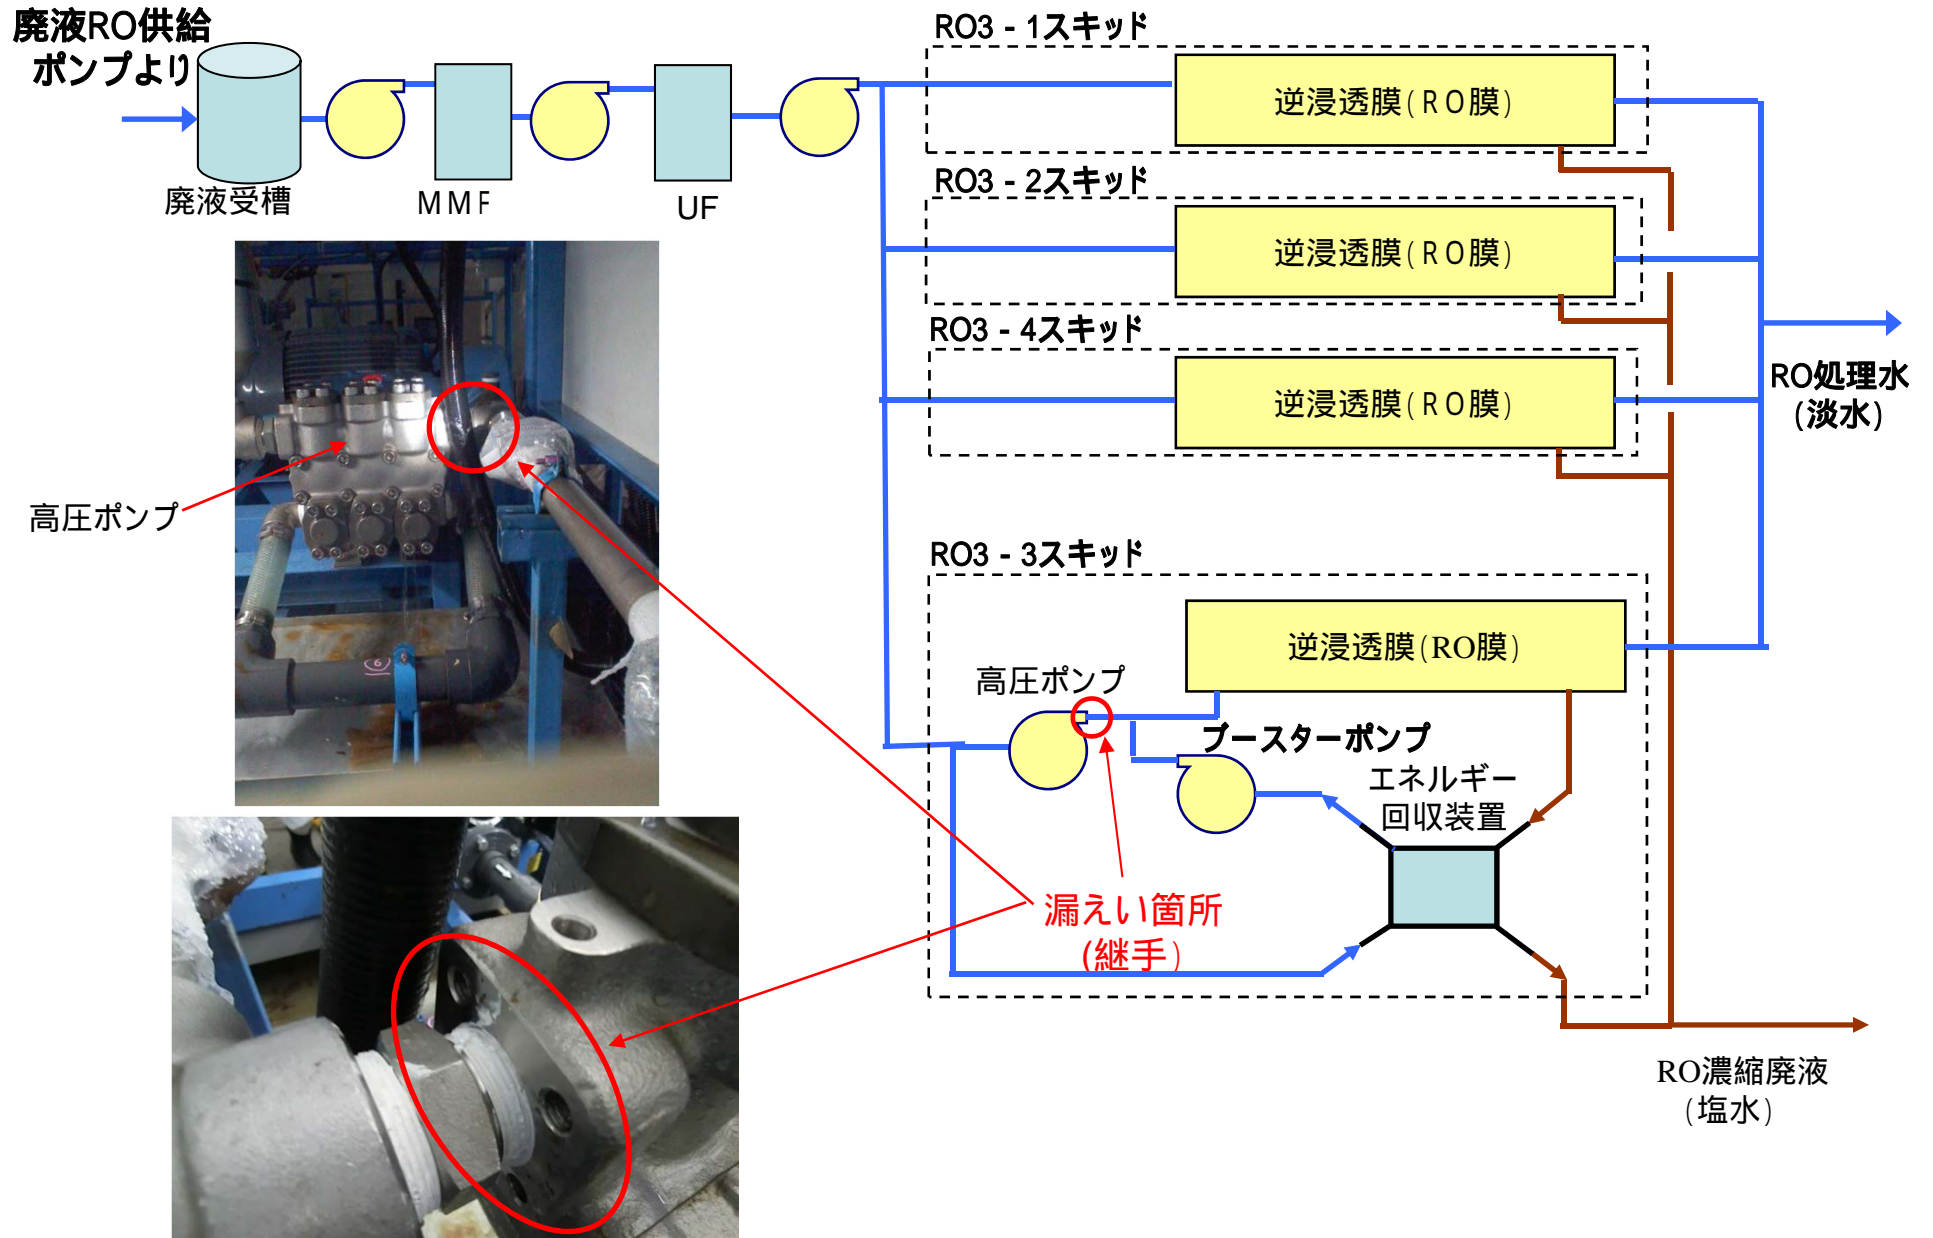 廃液RO供給
ポンプより
廃液受槽
MMF
UF
RO3 - 1スキッド
逆浸透膜(RO膜)
RO3 - 2スキッド
逆浸透膜(RO膜)
RO3 - 4スキッド
逆浸透膜(RO膜)
RO処理水
(淡水)
高圧ポンプ
RO3 - 3スキッド
逆浸透膜(RO膜)
高圧ポンプ
ブースターポンプ
エネルギー
回収装置
漏えい箇所
(継手)
RO濃縮廃液
(塩水)
⑥